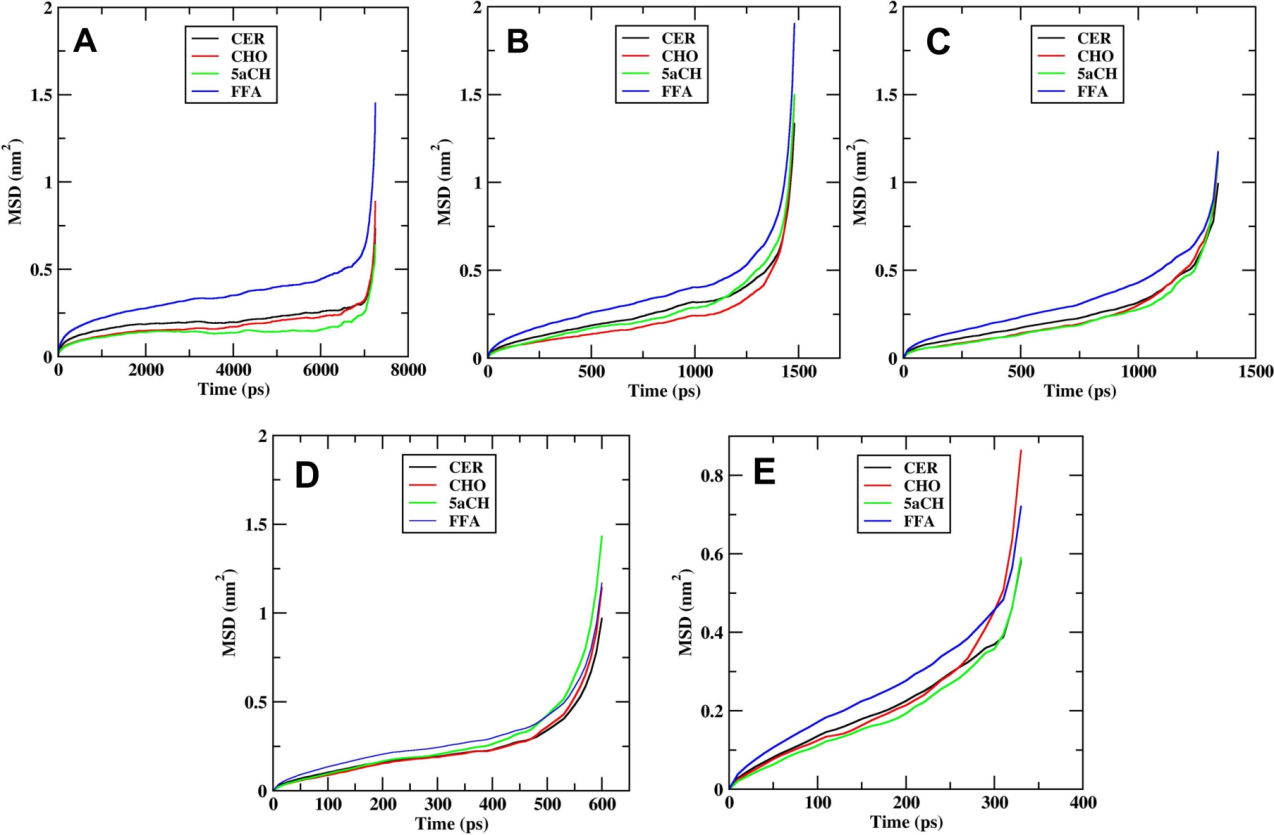 A
CER
CHO
5aCH
FFA
MSD (nm2)
2
1.5
1
0.5
0
0 2000 4000 6000 8000
Time (ps)
B
CER
CHO
5aCH
FFA
MSD (nm2)
2
1.5
1
0.5
0
0 500 1000 1500
Time (ps)
C
CER
CHO
5aCH
FFA
MSD (nm2)
2
1.5
1
0.5
0
0 500 1000 1500
Time (ps)
D
CER
CHO
5aCH
FFA
MSD (nm2)
2
1.5
1
0.5
0
0 100 200 300 400 500 600
Time (ps)
E
CER
CHO
5aCH
FFA
MSD (nm2)
0.8
0.6
0.4
0.2
0
0 100 200 300 400
Time (ps)